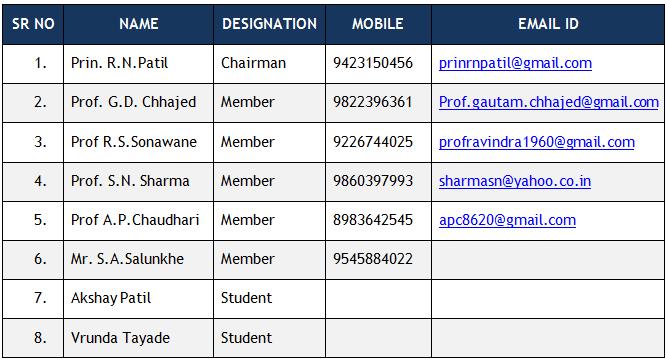 SR NO NAME DESIGNATION MOBILE EMAIL ID
1. Prin. R.N.Patil Chairman 9423150456 prinrnpatil@gmail.com
2. Prof. G.D. Chhajed Member 9822396361 Prof.gautam.chhajed@gmail.com
3. Prof R.S.Sonawane Member 9226744025 profravindra1960@gmail.com
4. Prof. S.N. Sharma Member 9860397993 sharmasn@yahoo.co.in
5. Prof A.P.Chaudhari Member 8983642545 apc8620@gmail.com
6. Mr. S.A.Salunkhe Member 9545884022
7. Akshay Patil Student
8. Vrunda Tayade Student